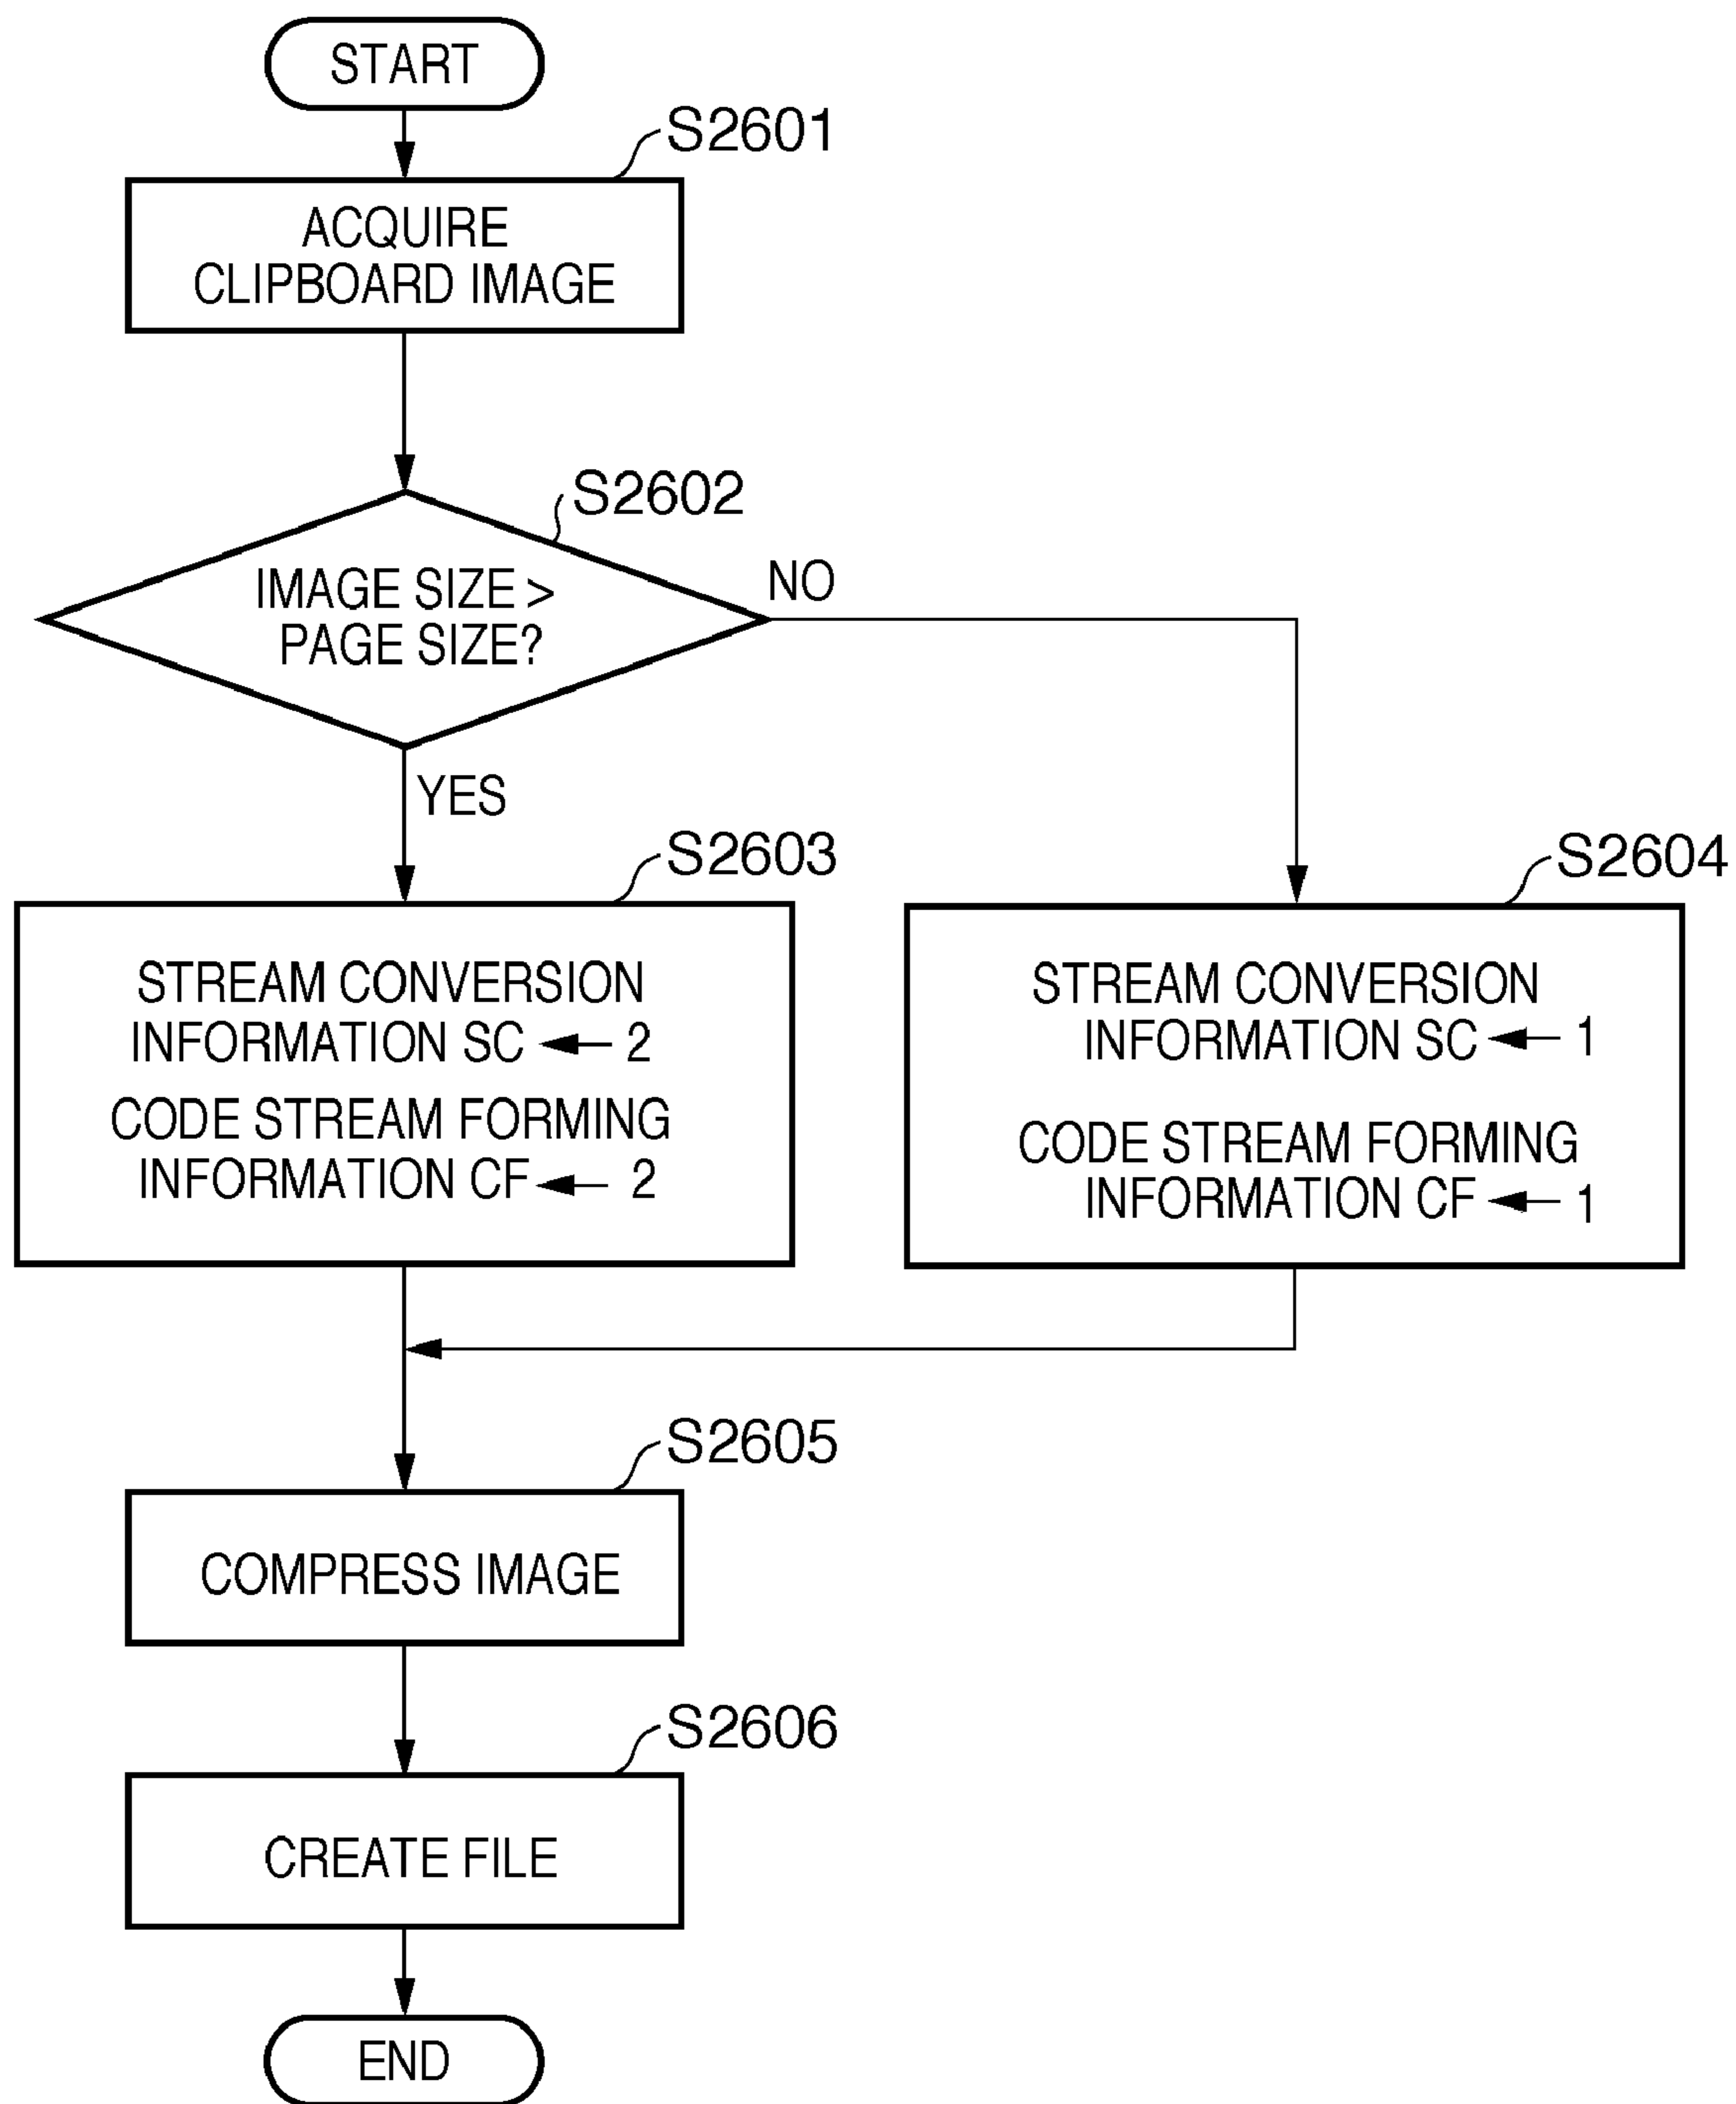 START
S2601
ACQUIRE
CLIPBOARD IMAGE
S2602
IMAGE SIZE >
PAGE SIZE?
NO
YES
S2603
STREAM CONVERSION
INFORMATION SC ← 2
CODE STREAM FORMING
INFORMATION CF ← 2
S2604
STREAM CONVERSION
INFORMATION SC ← 1
CODE STREAM FORMING
INFORMATION CF ← 1
S2605
COMPRESS IMAGE
S2606
CREATE FILE
END